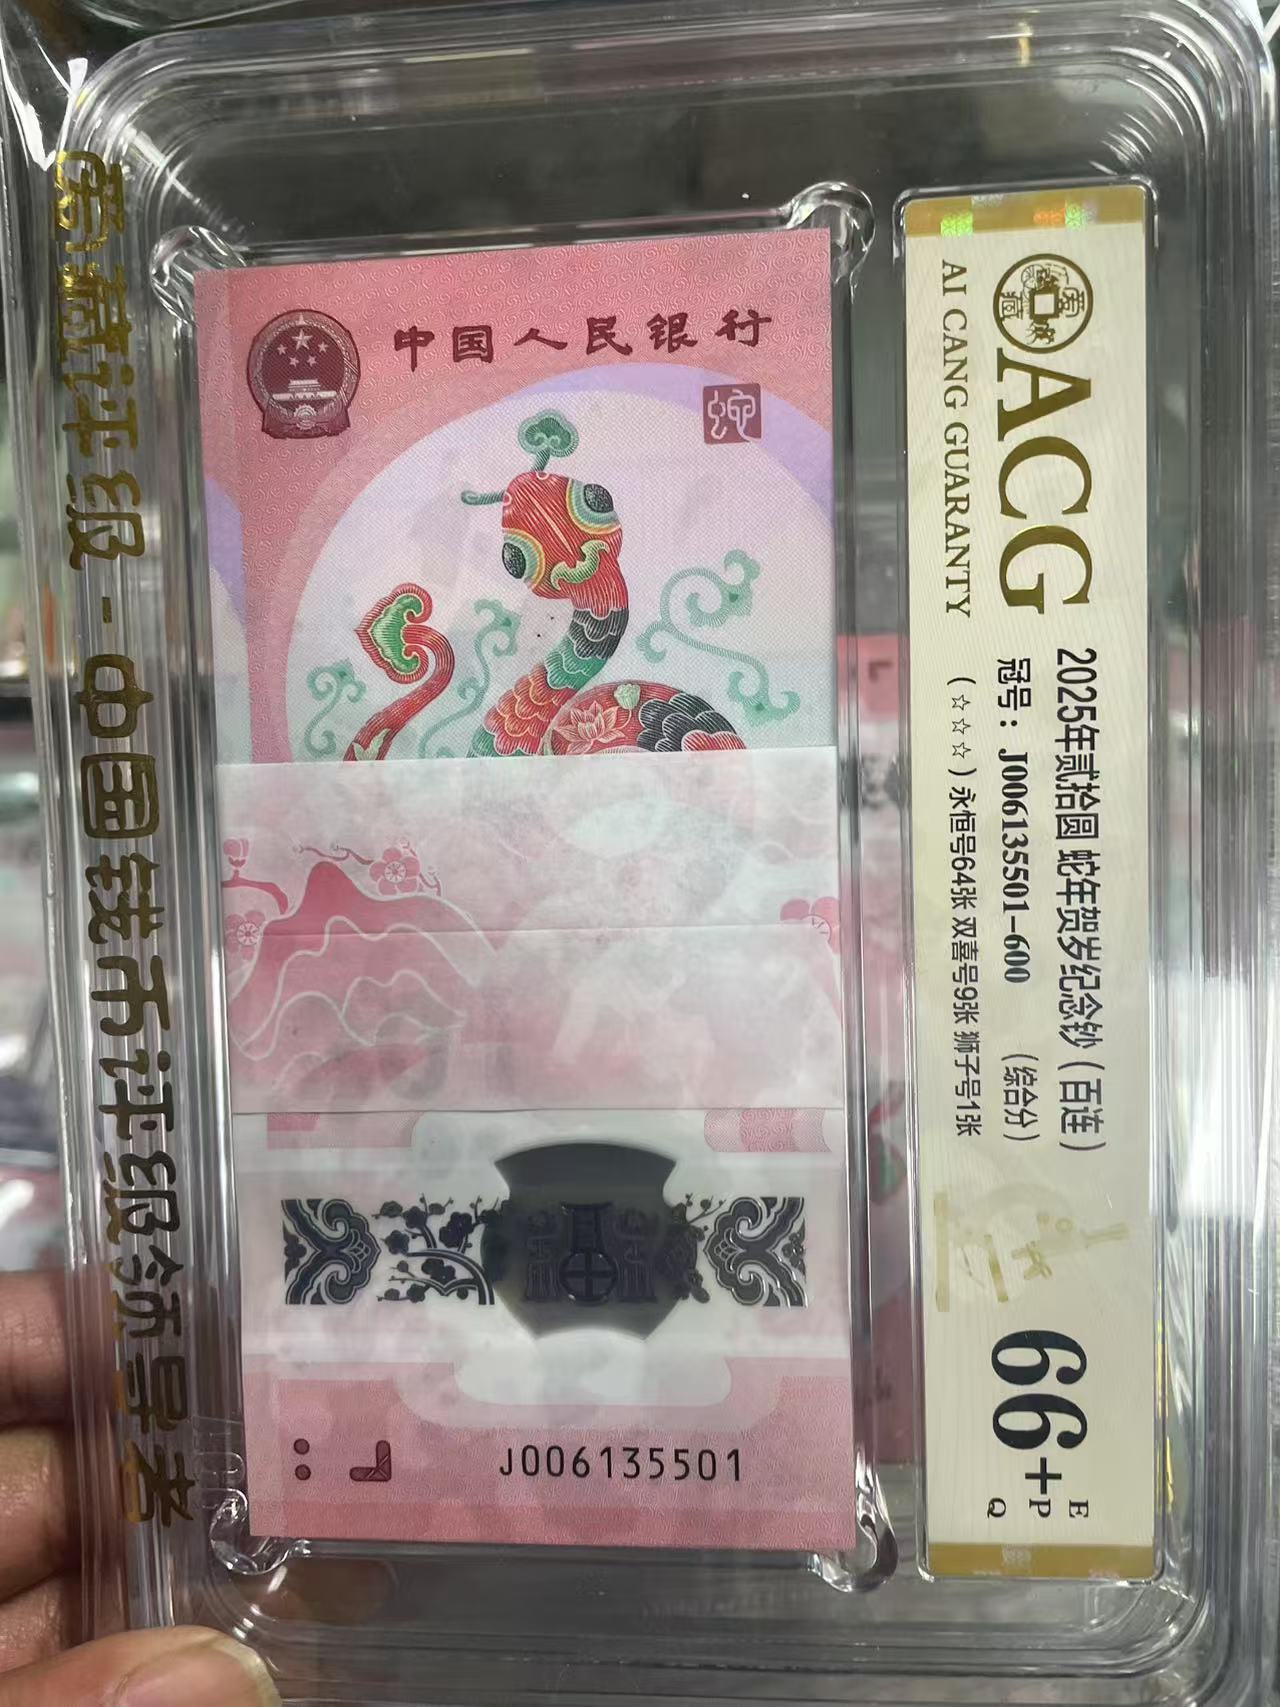 爱藏评级 - 中国钱币评级领导者
中国人民银行
蛇
J006135501
ACG
AI CANG GUARANTY
2025年贰拾圆 蛇年贺岁纪念钞（百连）
冠号：J006135501-600 （综合分）
（☆☆☆）永恒号64张 双喜号9张 狮子号1张
66+
E
P
Q